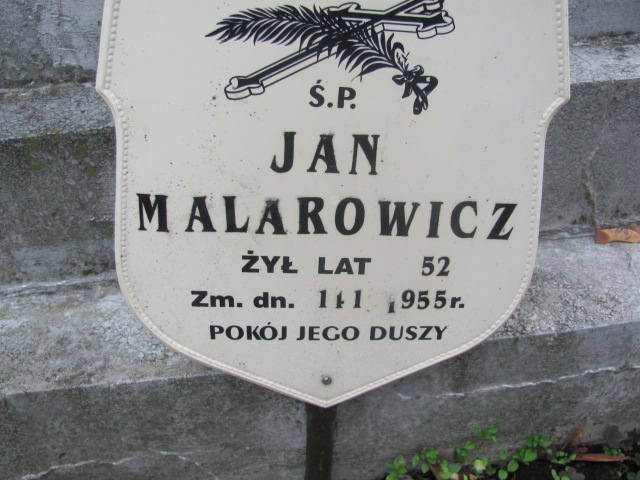 Ś.P.
JAN
MALAROWICZ
ŻYŁ LAT 52
Zm. dn. 1955r.
POKÓJ JEGO DUSZY